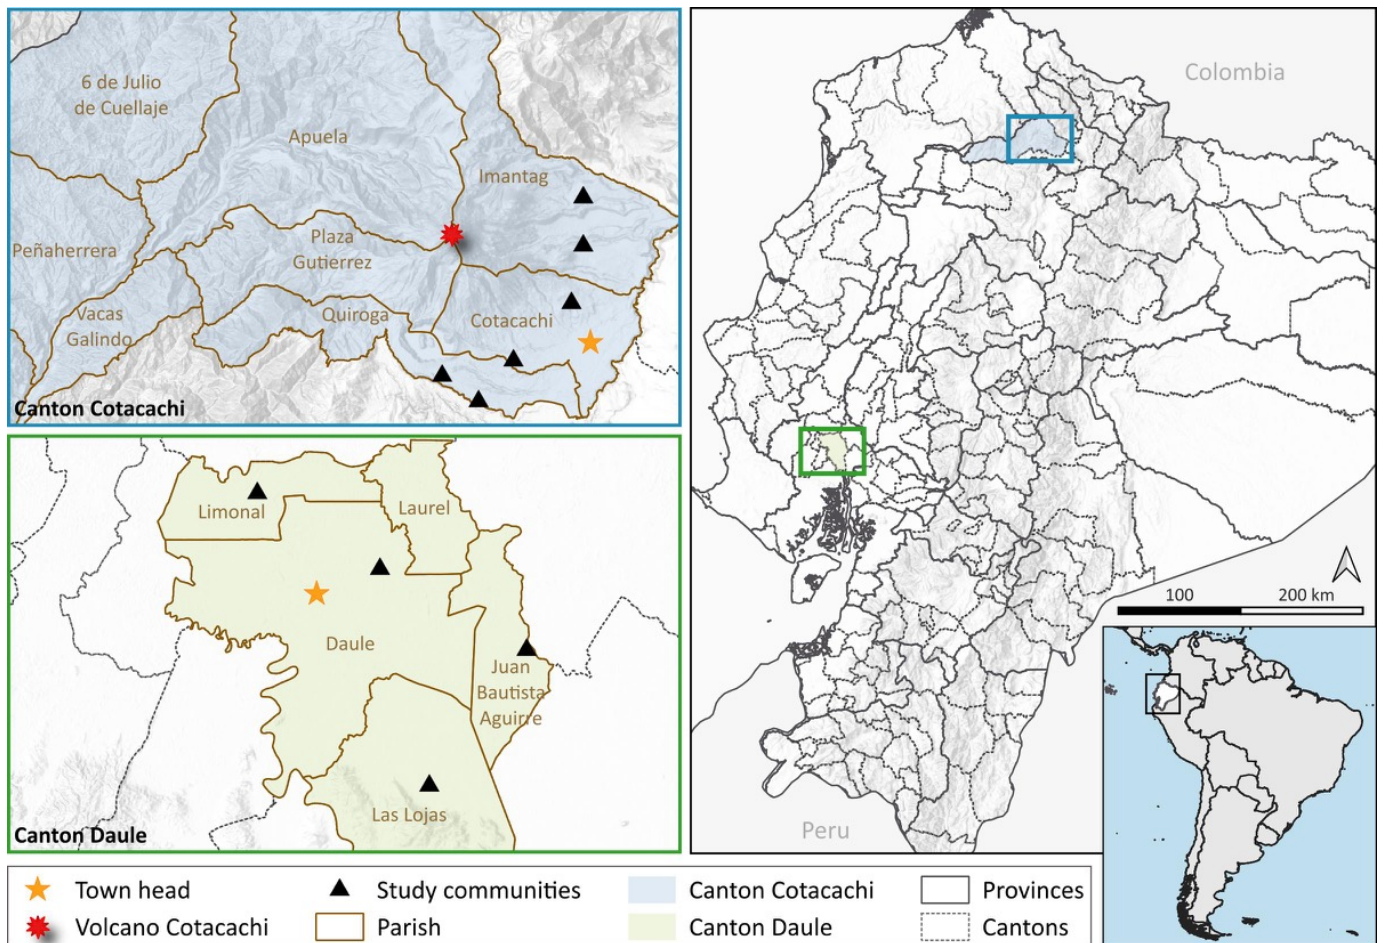 6 de Julio
de Cuellaje
Apuela
Imantag
Peñaherrera
Plaza
Gutierrez
Vacas
Galindo
Quiroga
Cotacachi
Canton Cotacachi
Limonal
Laurel
Daule
Juan
Bautista
Aguirre
Las Lojas
Canton Daule
Colombia
Peru
100 200 km
Town head
Study communities
Canton Cotacachi
Provinces
Volcano Cotacachi
Parish
Canton Daule
Cantons